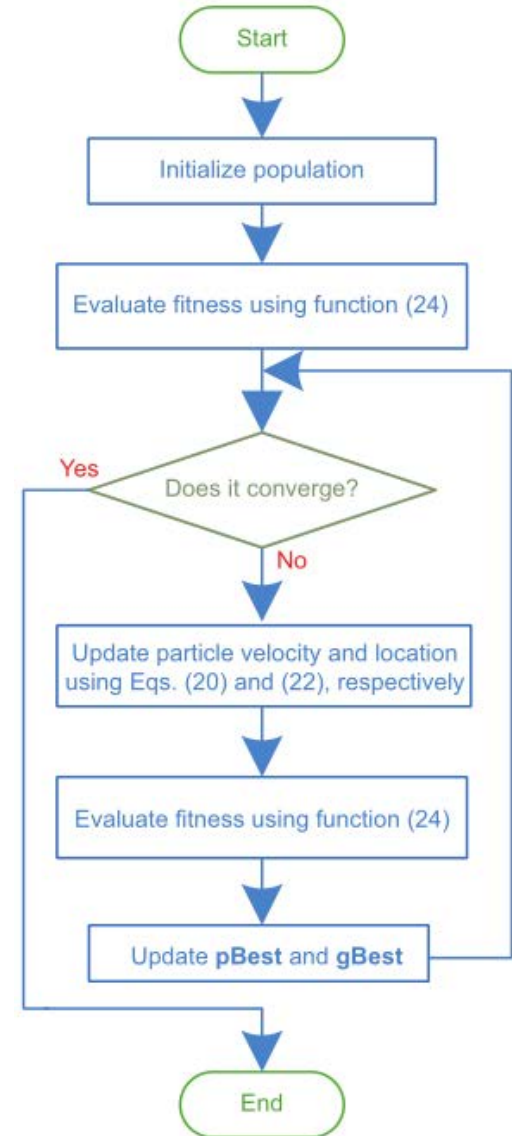 Start
Initialize population
Evaluate fitness using function (24)
Yes
Does it converge?
No
Update particle velocity and location
using Eqs. (20) and (22), respectively
Evaluate fitness using function (24)
Update pBest and gBest
End